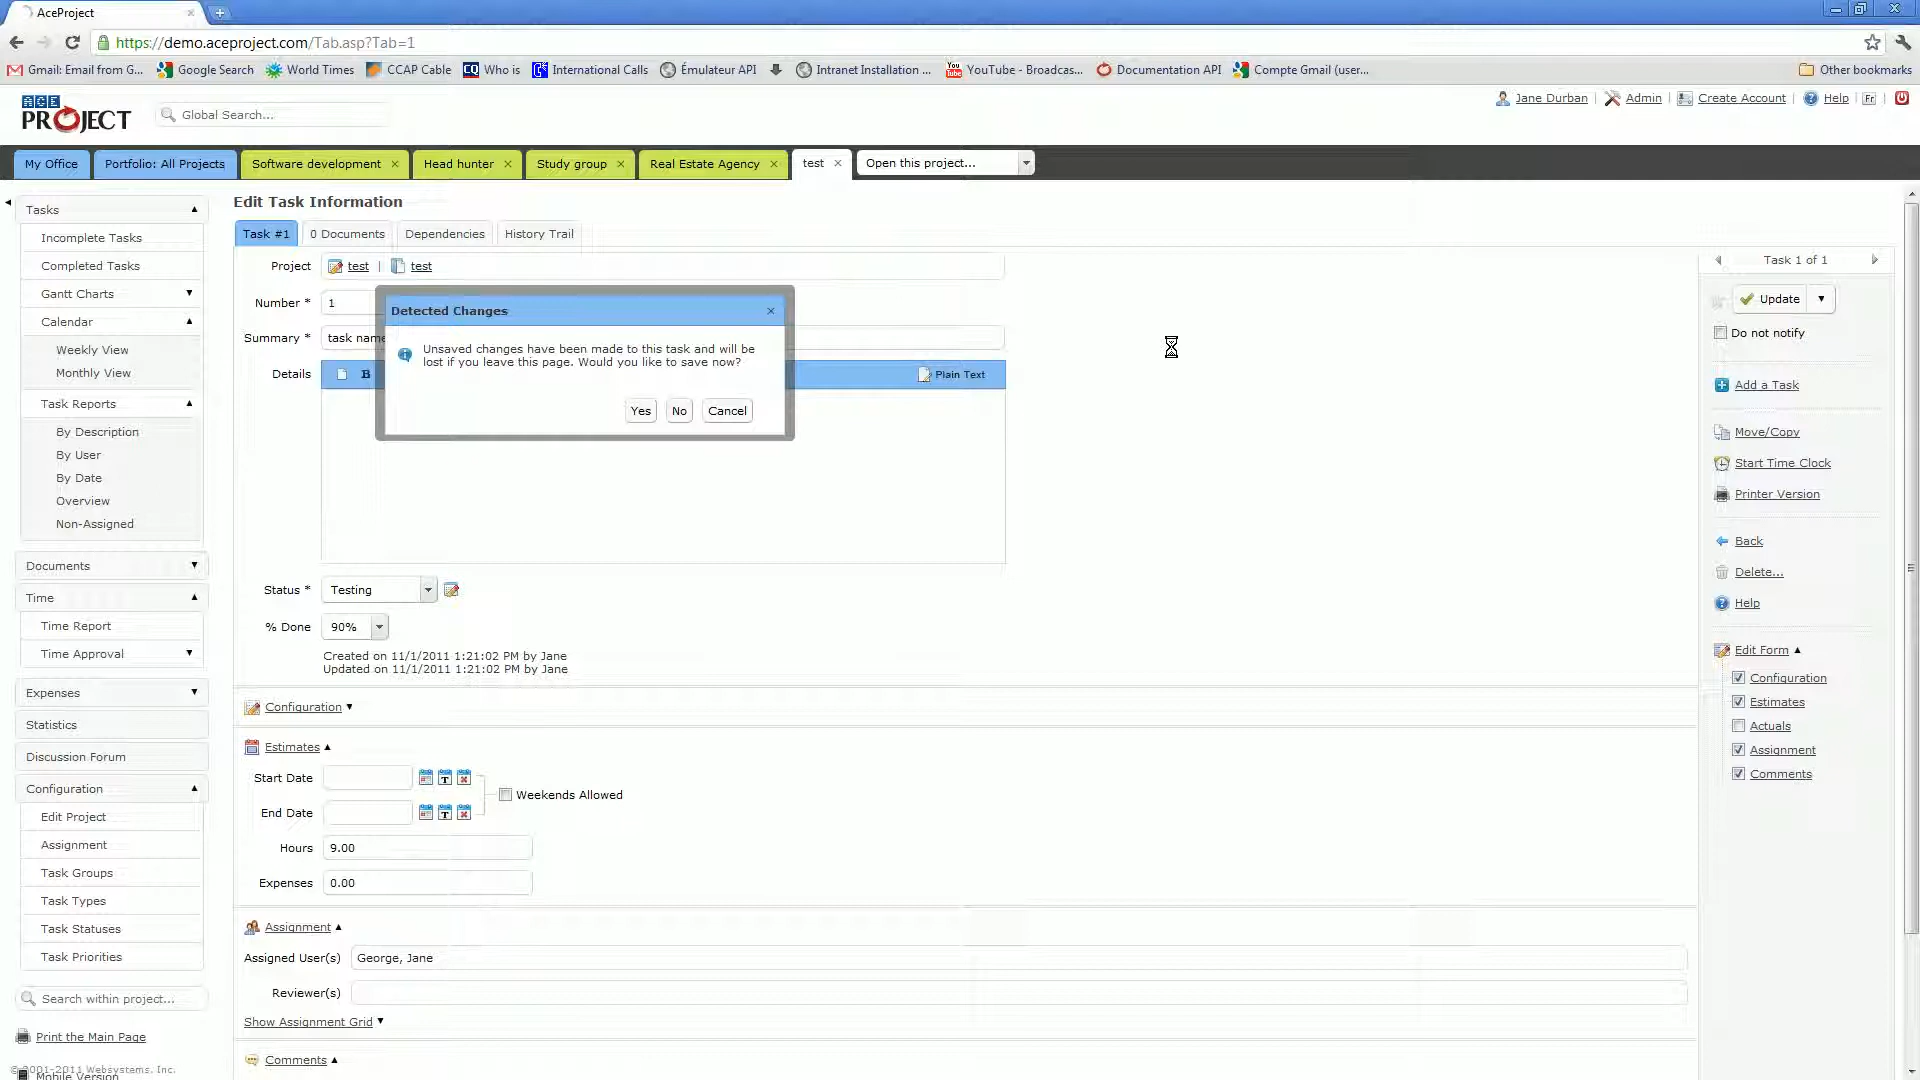 AceProject
https://demo.aceproject.com/Tab.asp?Tab=1
Gmail: Email from G...
Google Search
World Times
CCAP Cable
CQ Who is
International Calls
Émulateur API
Intranet Installation ...
You Tube YouTube - Broadcas...
Documentation API
Compte Gmail (user...
Other bookmarks
ACE PROJECT
Global Search...
Jane Durban
Admin
Create Account
Help
Fr
My Office
Portfolio: All Projects
Software development
Head hunter
Study group
Real Estate Agency
test
Open this project...
Tasks
Incomplete Tasks
Completed Tasks
Gantt Charts
Calendar
Weekly View
Monthly View
Task Reports
By Description
By User
By Date
Overview
Non-Assigned
Documents
Time
Time Report
Time Approval
Expenses
Statistics
Discussion Forum
Configuration
Edit Project
Assignment
Task Groups
Task Types
Task Statuses
Task Priorities
Search within project...
Print the Main Page
Mobile Version
© 2001-2011 Websystems, Inc.
Edit Task Information
Task #1
0 Documents
Dependencies
History Trail
Project test | test
Number * 1
Summary * task name
Details B Plain Text
Detected Changes
Unsaved changes have been made to this task and will be
lost if you leave this page. Would you like to save now?
Yes No Cancel
Status * Testing
% Done 90%
Created on 11/1/2011 1:21:02 PM by Jane
Updated on 11/1/2011 1:21:02 PM by Jane
Configuration
Estimates
Start Date
End Date
Weekends Allowed
Hours 9.00
Expenses 0.00
Assignment
Assigned User(s) George, Jane
Reviewer(s)
Show Assignment Grid
Comments
Task 1 of 1
Update
Do not notify
Add a Task
Move/Copy
Start Time Clock
Printer Version
Back
Delete...
Help
Edit Form
Configuration
Estimates
Actuals
Assignment
Comments